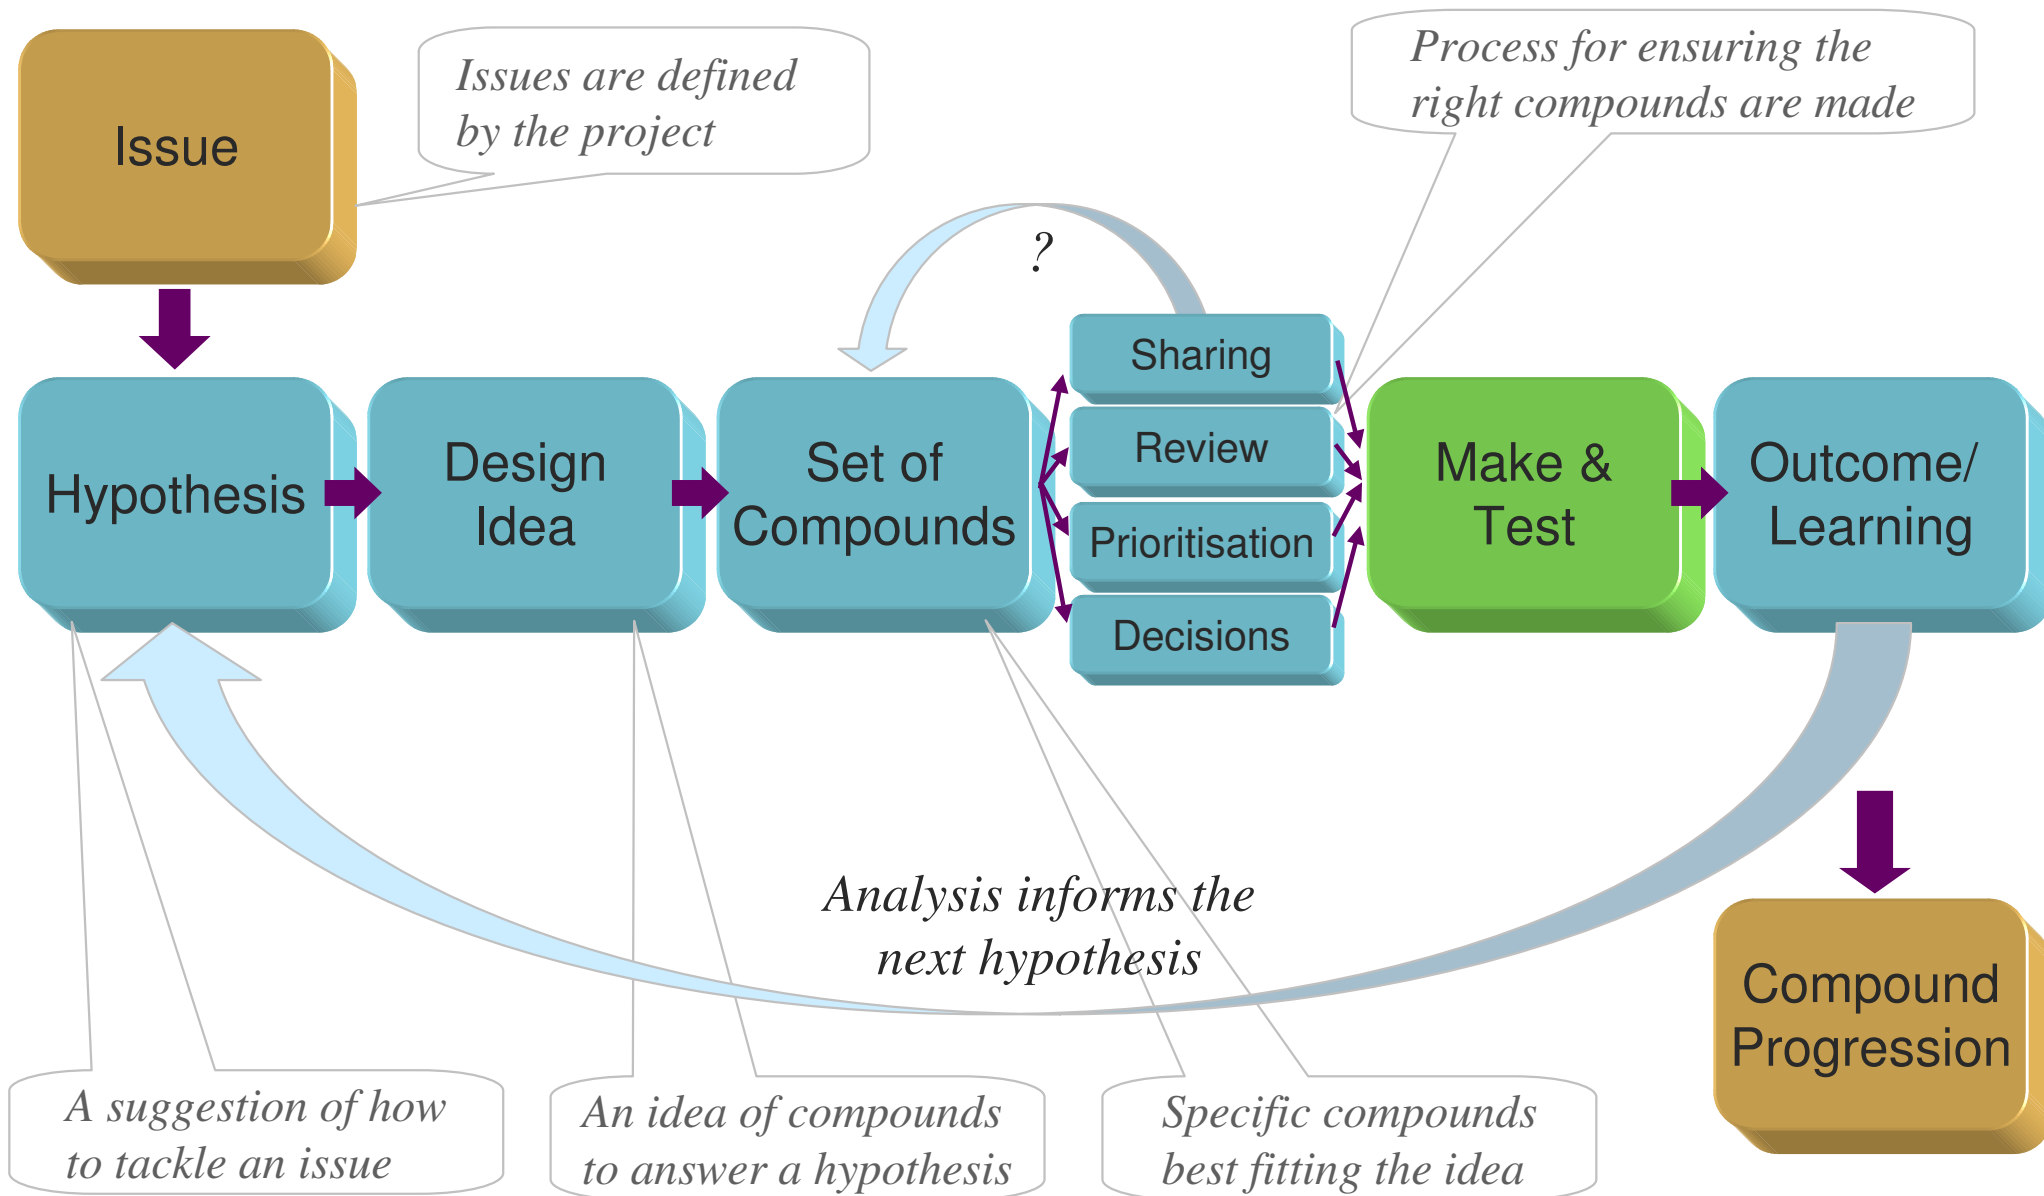 Issue
Issues are defined
by the project
Process for ensuring the
right compounds are made
?
Hypothesis
Design
Idea
Set of
Compounds
Sharing
Review
Prioritisation
Decisions
Make &
Test
Outcome/
Learning
Analysis informs the
next hypothesis
Compound
Progression
A suggestion of how
to tackle an issue
An idea of compounds
to answer a hypothesis
Specific compounds
best fitting the idea